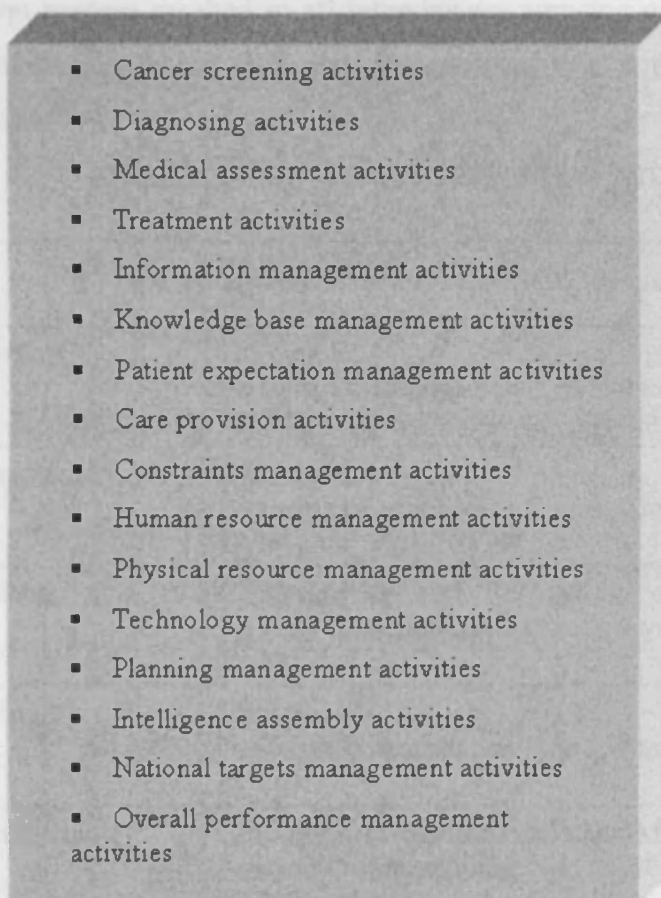 ▪ Cancer screening activities
▪ Diagnosing activities
▪ Medical assessment activities
▪ Treatment activities
▪ Information management activities
▪ Knowledge base management activities
▪ Patient expectation management activities
▪ Care provision activities
▪ Constraints management activities
▪ Human resource management activities
▪ Physical resource management activities
▪ Technology management activities
▪ Planning management activities
▪ Intelligence assembly activities
▪ National targets management activities
▪ Overall performance management
activities